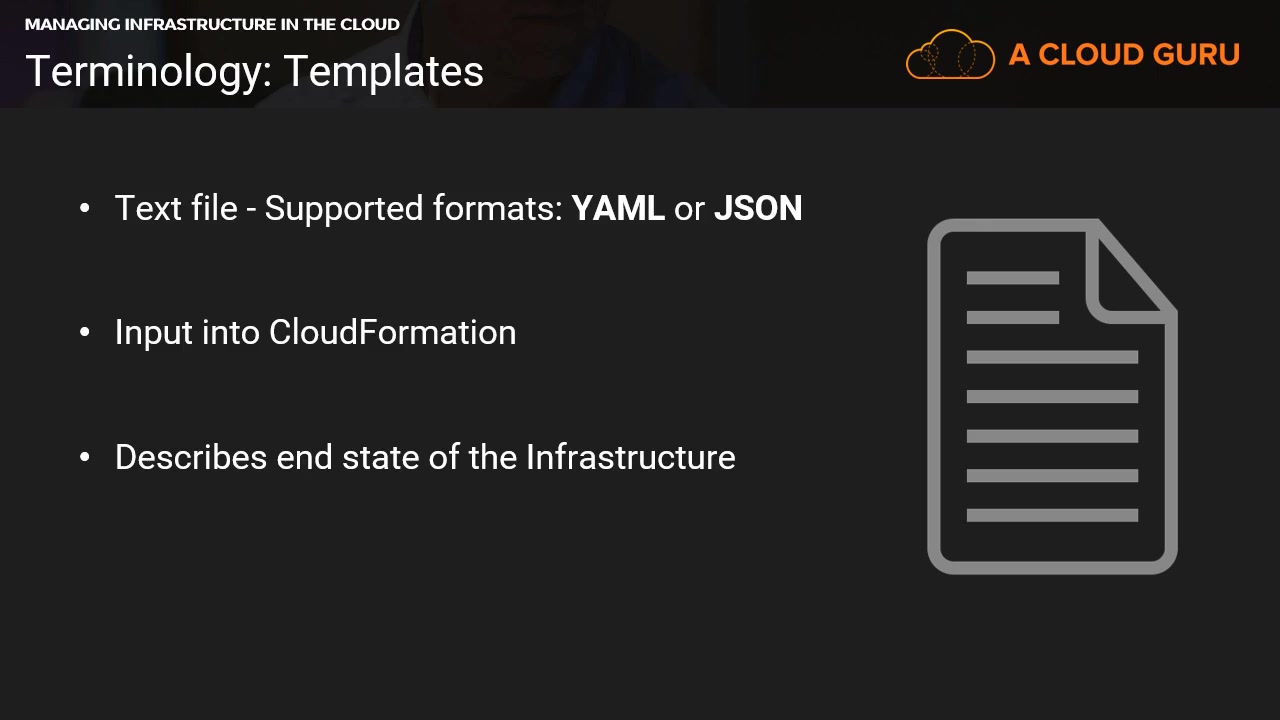 MANAGING INFRASTRUCTURE IN THE CLOUD
Terminology: Templates
A CLOUD GURU
• Text file - Supported formats: YAML or JSON
• Input into CloudFormation
• Describes end state of the Infrastructure